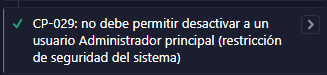 CP-029: no debe permitir desactivar a un
usuario Administrador principal (restricción
de seguridad del sistema)